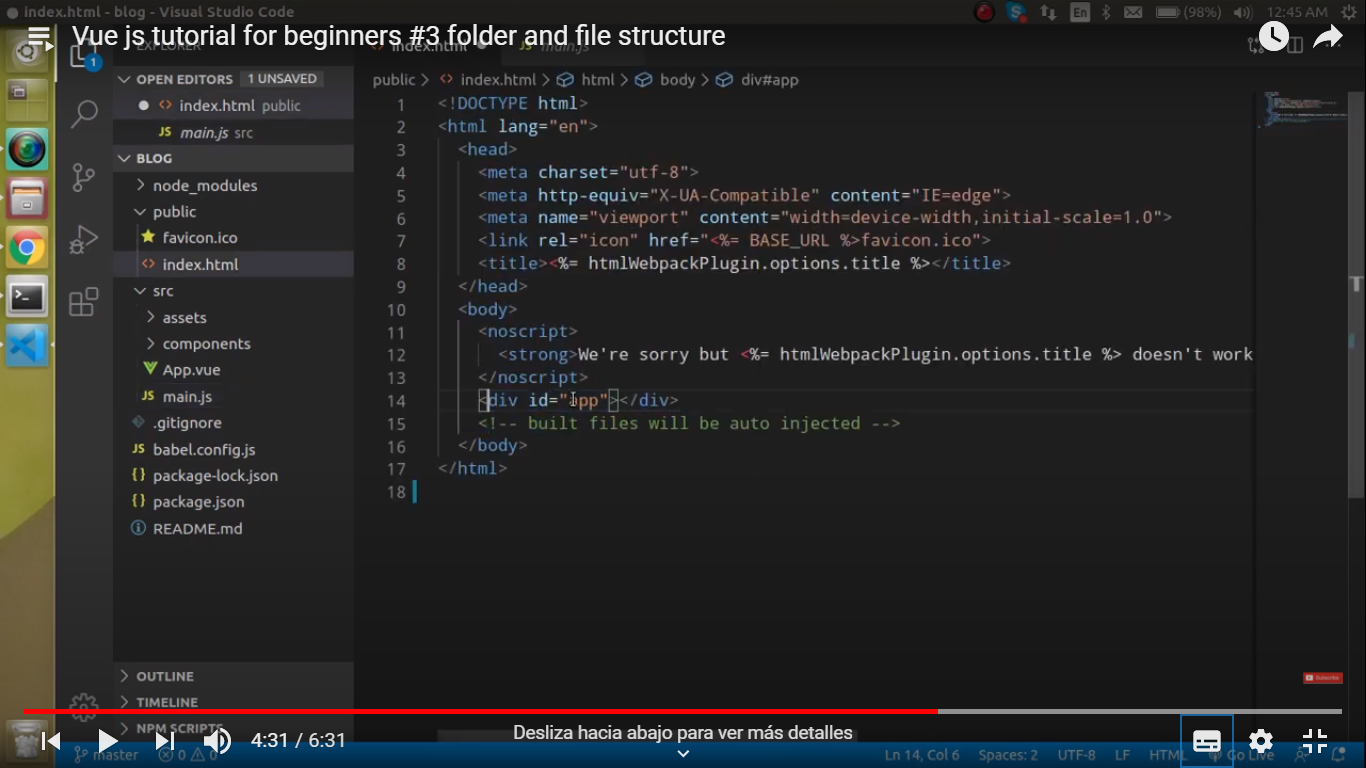 index.html - blog - Visual Studio Code
En
(98%)
12:45 AM
Vue js tutorial for beginners #3 folder and file structure
EXPLORER
index.html
JS main.js
1
OPEN EDITORS 1 UNSAVED
index.html public
JS main.js src
BLOG
node_modules
public
favicon.ico
index.html
src
assets
components
App.vue
JS main.js
.gitignore
JS babel.config.js
{} package-lock.json
{} package.json
README.md
OUTLINE
TIMELINE
NPM SCRIPTS
public > <> index.html > html > body > div#app
1 <!DOCTYPE html>
2 <html lang="en">
3 <head>
4 <meta charset="utf-8">
5 <meta http-equiv="X-UA-Compatible" content="IE=edge">
6 <meta name="viewport" content="width=device-width,initial-scale=1.0">
7 <link rel="icon" href="<%= BASE_URL %>favicon.ico">
8 <title><%= htmlWebpackPlugin.options.title %></title>
9 </head>
10 <body>
11 <noscript>
12 <strong>We're sorry but <%= htmlWebpackPlugin.options.title %> doesn't work
13 </noscript>
14 <div id="app"></div>
15 <!-- built files will be auto injected -->
16 </body>
17 </html>
18
Subscribe
4:31 / 6:31
Desliza hacia abajo para ver más detalles
master
0 0
Ln 14, Col 6
Spaces: 2
UTF-8
LF
HTML
Go Live